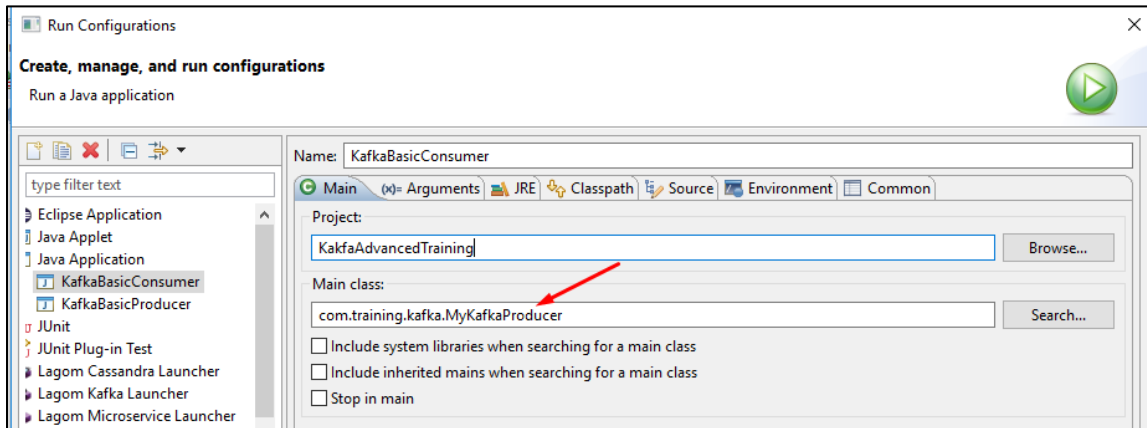 Run Configurations
Create, manage, and run configurations
Run a Java application
type filter text
Eclipse Application
Java Applet
Java Application
KafkaBasicConsumer
KafkaBasicProducer
JUnit
JUnit Plug-in Test
Lagom Cassandra Launcher
Lagom Kafka Launcher
Lagom Microservice Launcher
Name: KafkaBasicConsumer
Main (x)= Arguments JRE Classpath Source Environment Common
Project:
KakfaAdvancedTraining Browse...
Main class:
com.training.kafka.MyKafkaProducer Search...
Include system libraries when searching for a main class
Include inherited mains when searching for a main class
Stop in main